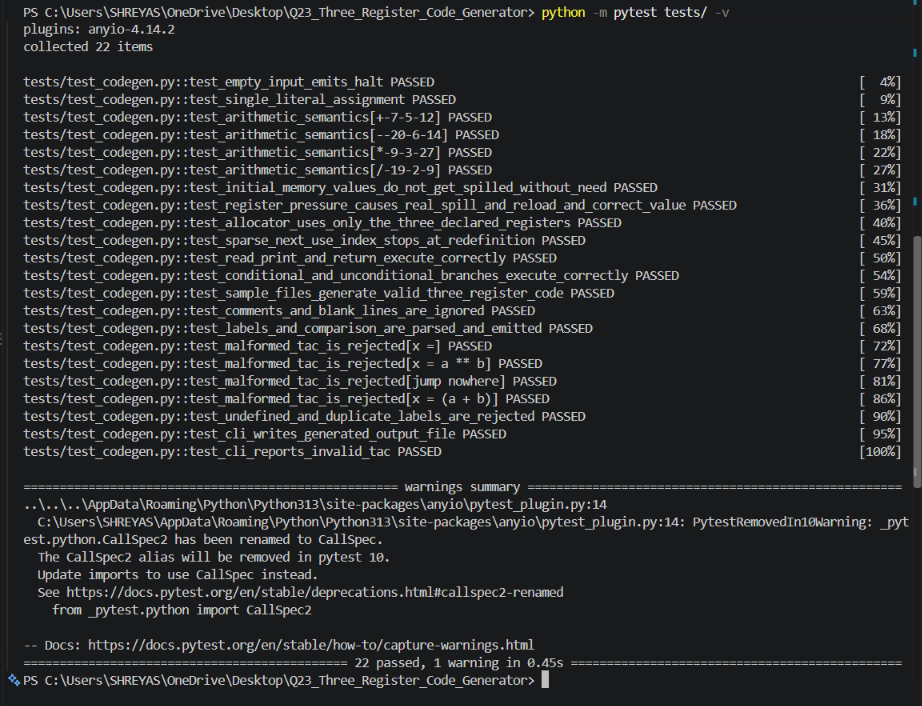 PS C:\Users\SHREYAS\OneDrive\Desktop\Q23_Three_Register_Code_Generator> python -m pytest tests/ -v
plugins: anyio-4.14.2
collected 22 items
tests/test_codegen.py::test_empty_input_emits_halt PASSED [  4%]
tests/test_codegen.py::test_single_literal_assignment PASSED [  9%]
tests/test_codegen.py::test_arithmetic_semantics[+-7-5-12] PASSED [ 13%]
tests/test_codegen.py::test_arithmetic_semantics[--20-6-14] PASSED [ 18%]
tests/test_codegen.py::test_arithmetic_semantics[*-9-3-27] PASSED [ 22%]
tests/test_codegen.py::test_arithmetic_semantics[/-19-2-9] PASSED [ 27%]
tests/test_codegen.py::test_initial_memory_values_do_not_get_spilled_without_need PASSED [ 31%]
tests/test_codegen.py::test_register_pressure_causes_real_spill_and_reload_and_correct_value PASSED [ 36%]
tests/test_codegen.py::test_allocator_uses_only_the_three_declared_registers PASSED [ 40%]
tests/test_codegen.py::test_sparse_next_use_index_stops_at_redefinition PASSED [ 45%]
tests/test_codegen.py::test_read_print_and_return_execute_correctly PASSED [ 50%]
tests/test_codegen.py::test_conditional_and_unconditional_branches_execute_correctly PASSED [ 54%]
tests/test_codegen.py::test_sample_files_generate_valid_three_register_code PASSED [ 59%]
tests/test_codegen.py::test_comments_and_blank_lines_are_ignored PASSED [ 63%]
tests/test_codegen.py::test_labels_and_comparison_are_parsed_and_emitted PASSED [ 68%]
tests/test_codegen.py::test_malformed_tac_is_rejected[x =] PASSED [ 72%]
tests/test_codegen.py::test_malformed_tac_is_rejected[x = a ** b] PASSED [ 77%]
tests/test_codegen.py::test_malformed_tac_is_rejected[jump nowhere] PASSED [ 81%]
tests/test_codegen.py::test_malformed_tac_is_rejected[x = (a + b)] PASSED [ 86%]
tests/test_codegen.py::test_undefined_and_duplicate_labels_are_rejected PASSED [ 90%]
tests/test_codegen.py::test_cli_writes_generated_output_file PASSED [ 95%]
tests/test_codegen.py::test_cli_reports_invalid_tac PASSED [100%]
================================================== warnings summary ==================================================
..\..\..\AppData\Roaming\Python\Python313\site-packages\anyio\pytest_plugin.py:14
C:\Users\SHREYAS\AppData\Roaming\Python\Python313\site-packages\anyio\pytest_plugin.py:14: PytestRemovedIn10Warning: _pyt
est.python.CallSpec2 has been renamed to CallSpec.
The CallSpec2 alias will be removed in pytest 10.
Update imports to use CallSpec instead.
See https://docs.pytest.org/en/stable/deprecations.html#callspec2-renamed
from _pytest.python import CallSpec2
-- Docs: https://docs.pytest.org/en/stable/how-to/capture-warnings.html
=========================================== 22 passed, 1 warning in 0.45s ============================================
PS C:\Users\SHREYAS\OneDrive\Desktop\Q23_Three_Register_Code_Generator>